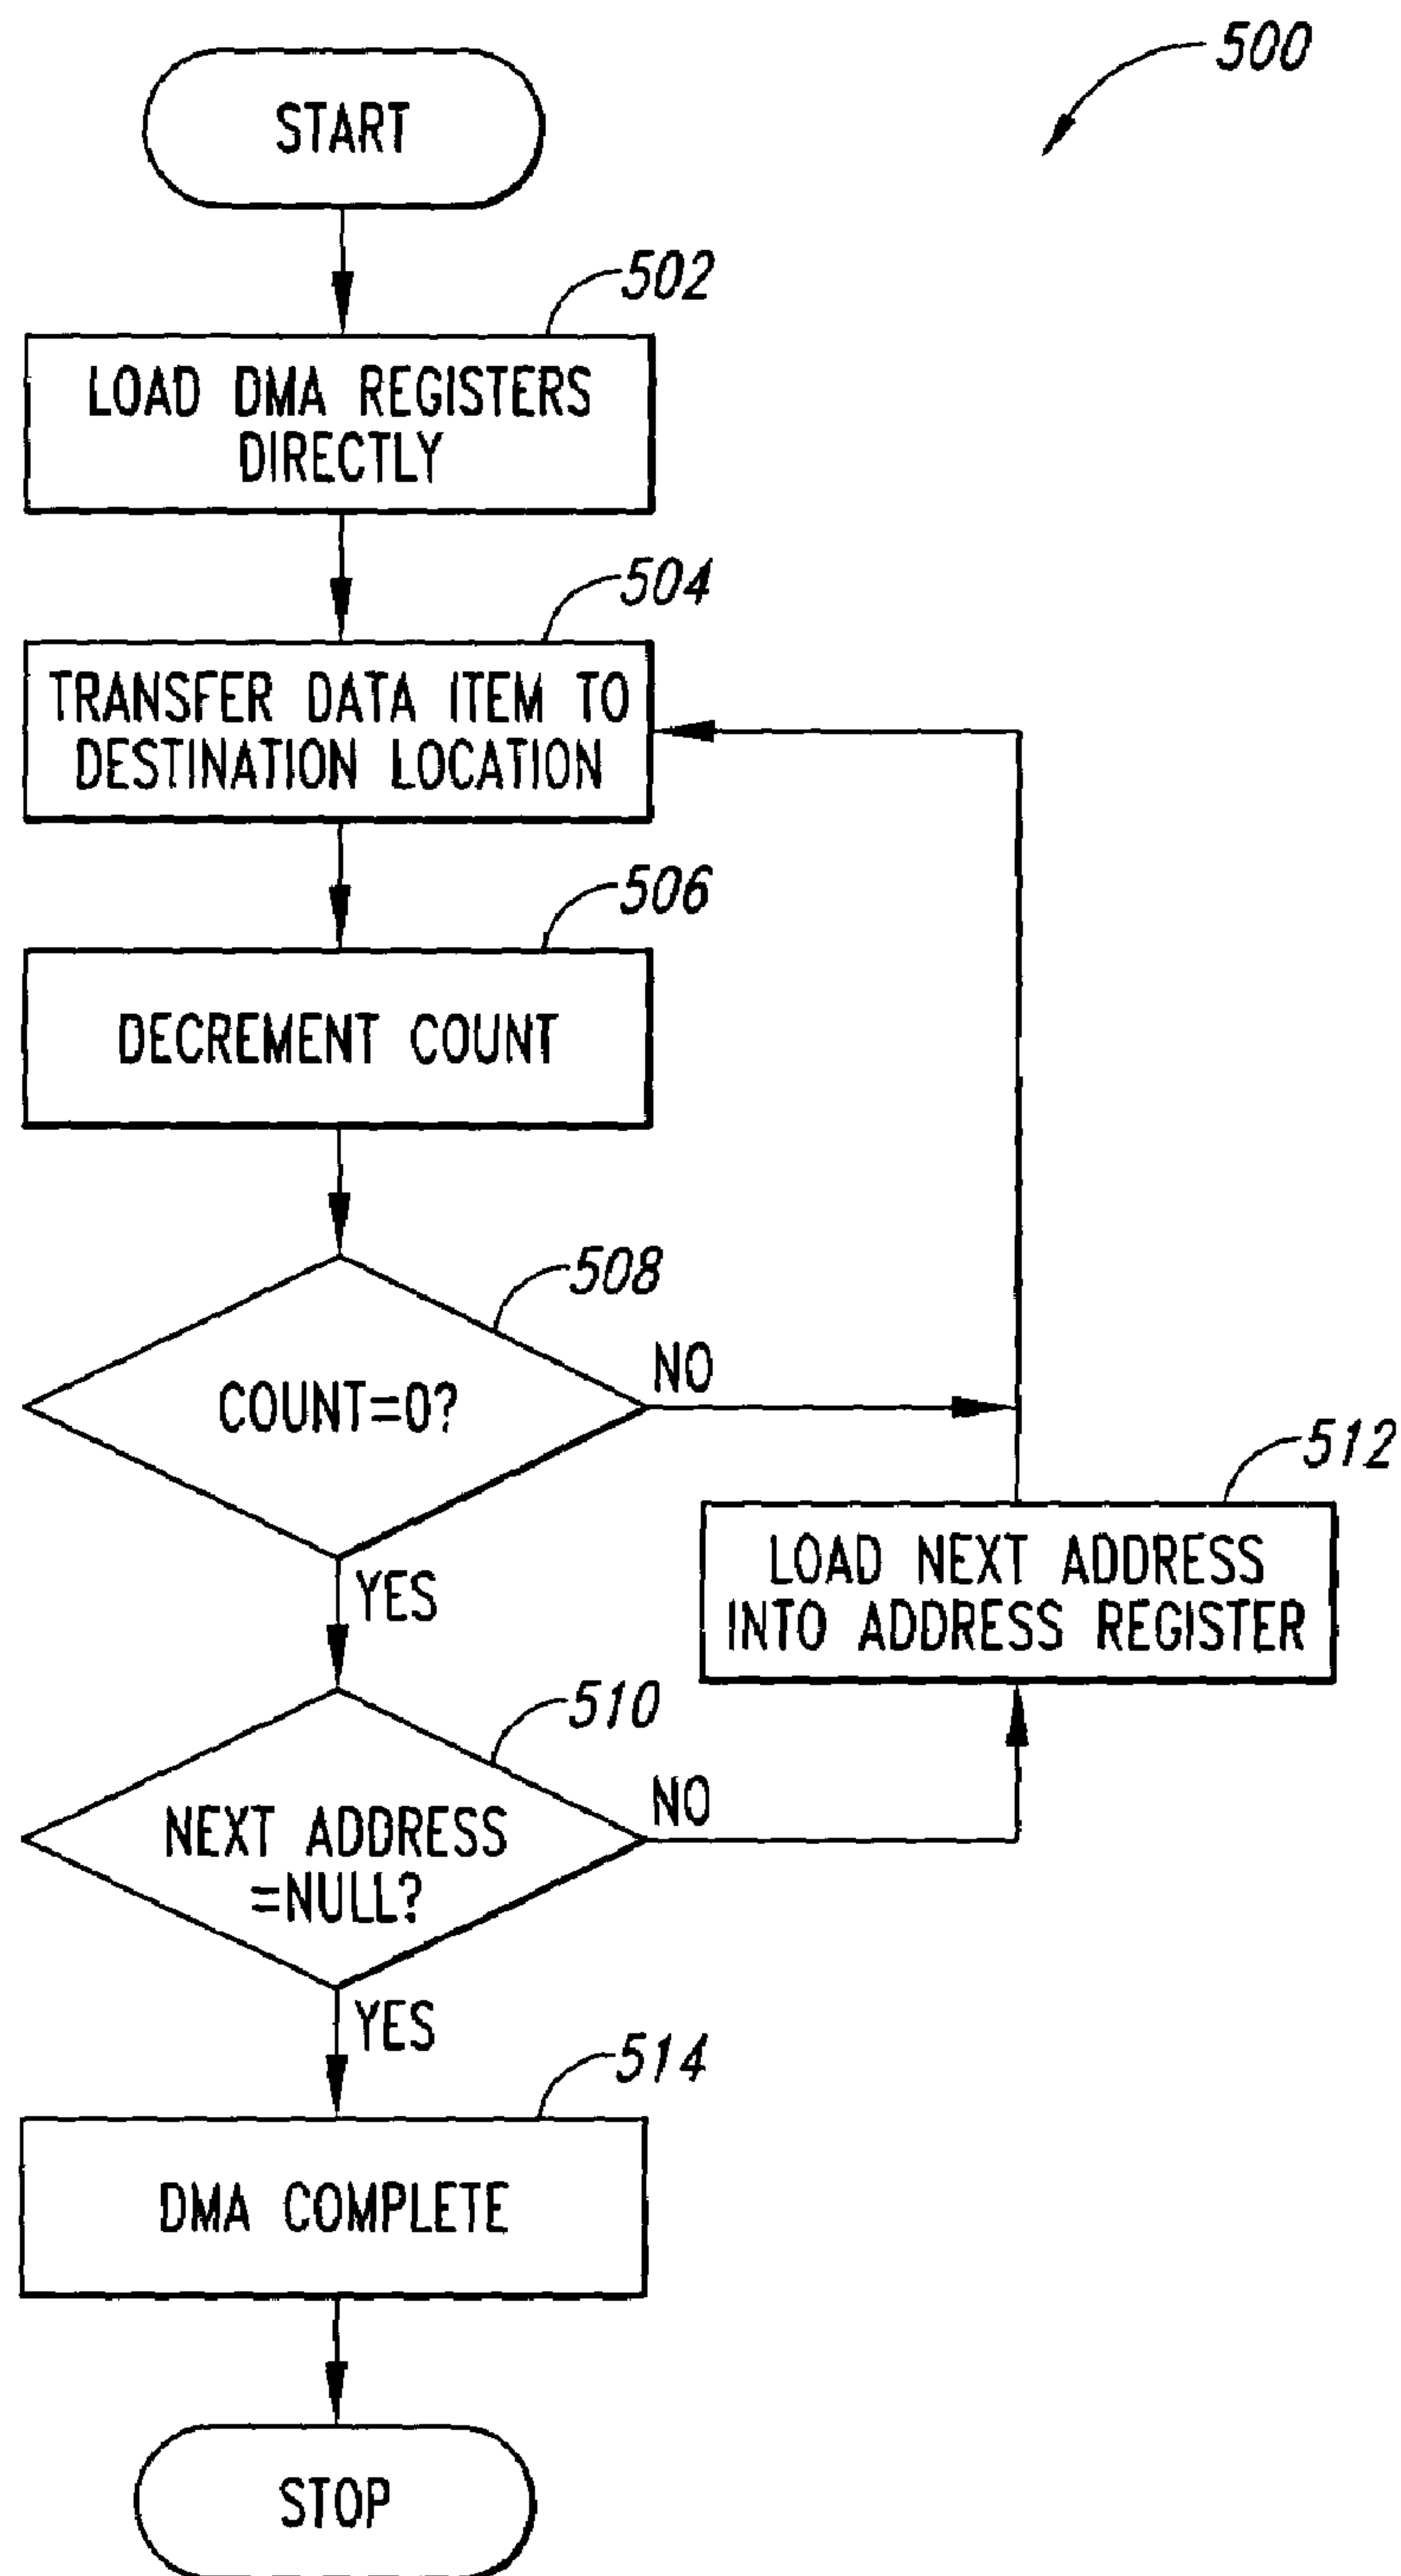 500
START
502
LOAD DMA REGISTERS
DIRECTLY
504
TRANSFER DATA ITEM TO
DESTINATION LOCATION
506
DECREMENT COUNT
508
COUNT=0?
NO
YES
512
LOAD NEXT ADDRESS
INTO ADDRESS REGISTER
510
NEXT ADDRESS
=NULL?
NO
YES
514
DMA COMPLETE
STOP